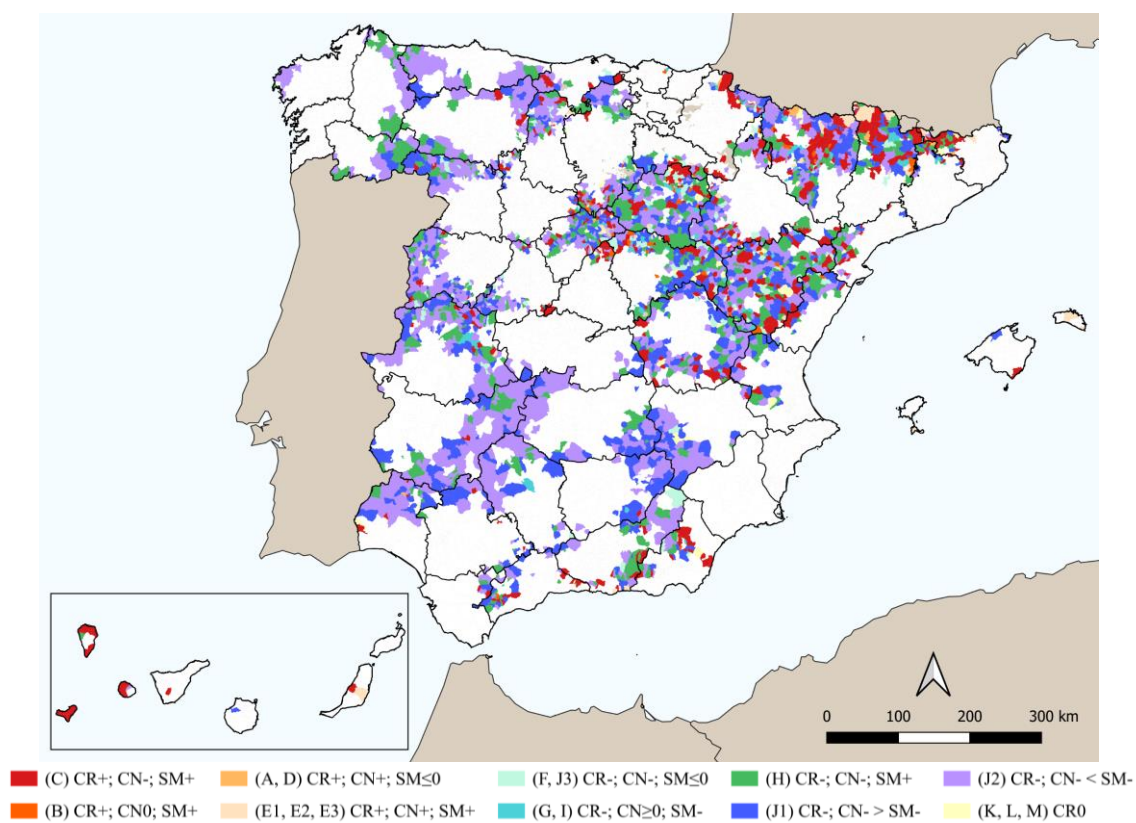 0 100 200 300 km
(C) CR+; CN-; SM+ (A, D) CR+; CN+; SM≤0 (F, J3) CR-; CN-; SM≤0 (H) CR-; CN-; SM+ (J2) CR-; CN- < SM-
(B) CR+; CN0; SM+ (E1, E2, E3) CR+; CN+; SM+ (G, I) CR-; CN≥0; SM- (J1) CR-; CN- > SM- (K, L, M) CR0